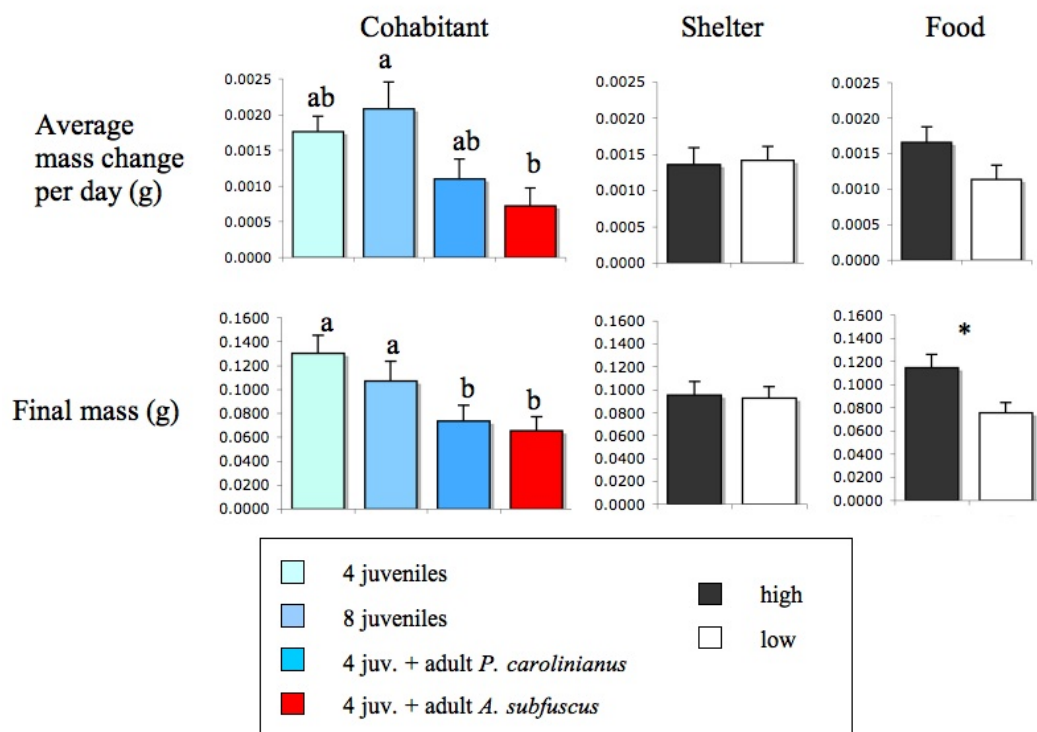 Cohabitant
Shelter
Food
Average
mass change
per day (g)
0.0025
0.0020
0.0015
0.0010
0.0005
0.0000
ab
a
ab
b
0.0025
0.0020
0.0015
0.0010
0.0005
0.0000
0.0025
0.0020
0.0015
0.0010
0.0005
0.0000
Final mass (g)
0.1600
0.1400
0.1200
0.1000
0.0800
0.0600
0.0400
0.0200
0.0000
a
a
b
b
0.1600
0.1400
0.1200
0.1000
0.0800
0.0600
0.0400
0.0200
0.0000
0.1600
0.1400
0.1200
0.1000
0.0800
0.0600
0.0400
0.0200
0.0000
*
4 juveniles
8 juveniles
4 juv. + adult P. carolinianus
4 juv. + adult A. subfuscus
high
low